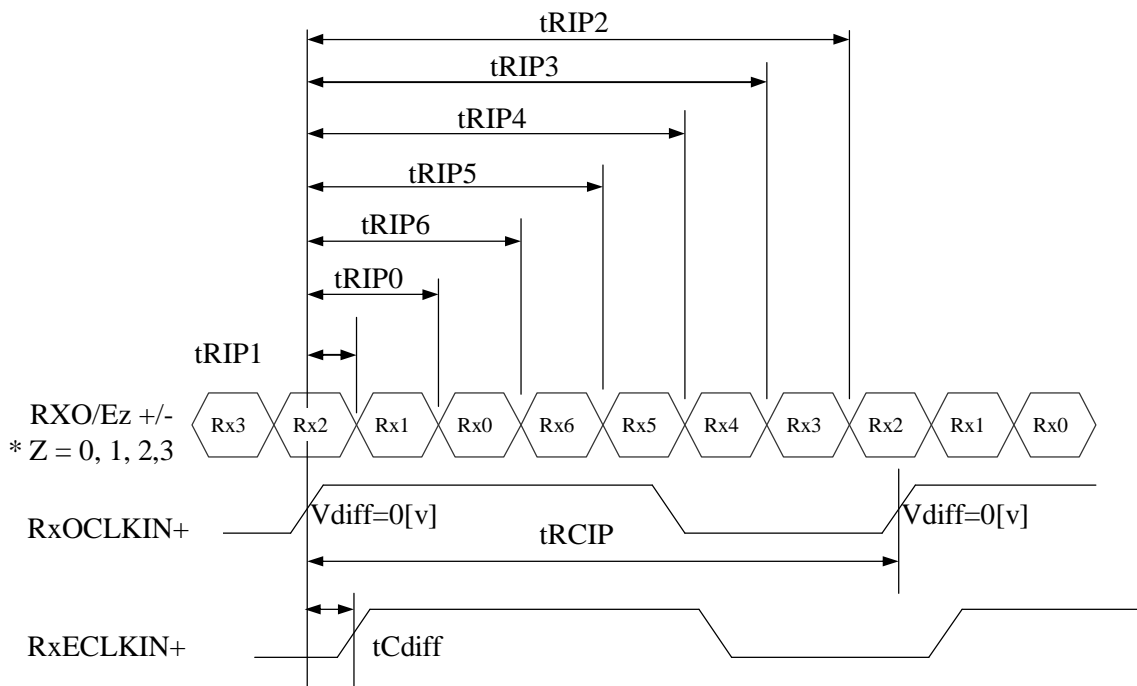 tRIP2
tRIP3
tRIP4
tRIP5
tRIP6
tRIP0
tRIP1
RXO/Ez +/-
* Z = 0, 1, 2,3
Rx3 Rx2 Rx1 Rx0 Rx6 Rx5 Rx4 Rx3 Rx2 Rx1 Rx0
RxOCLKIN+
Vdiff=0[v] Vdiff=0[v]
tRCIP
RxECLKIN+
tCdiff